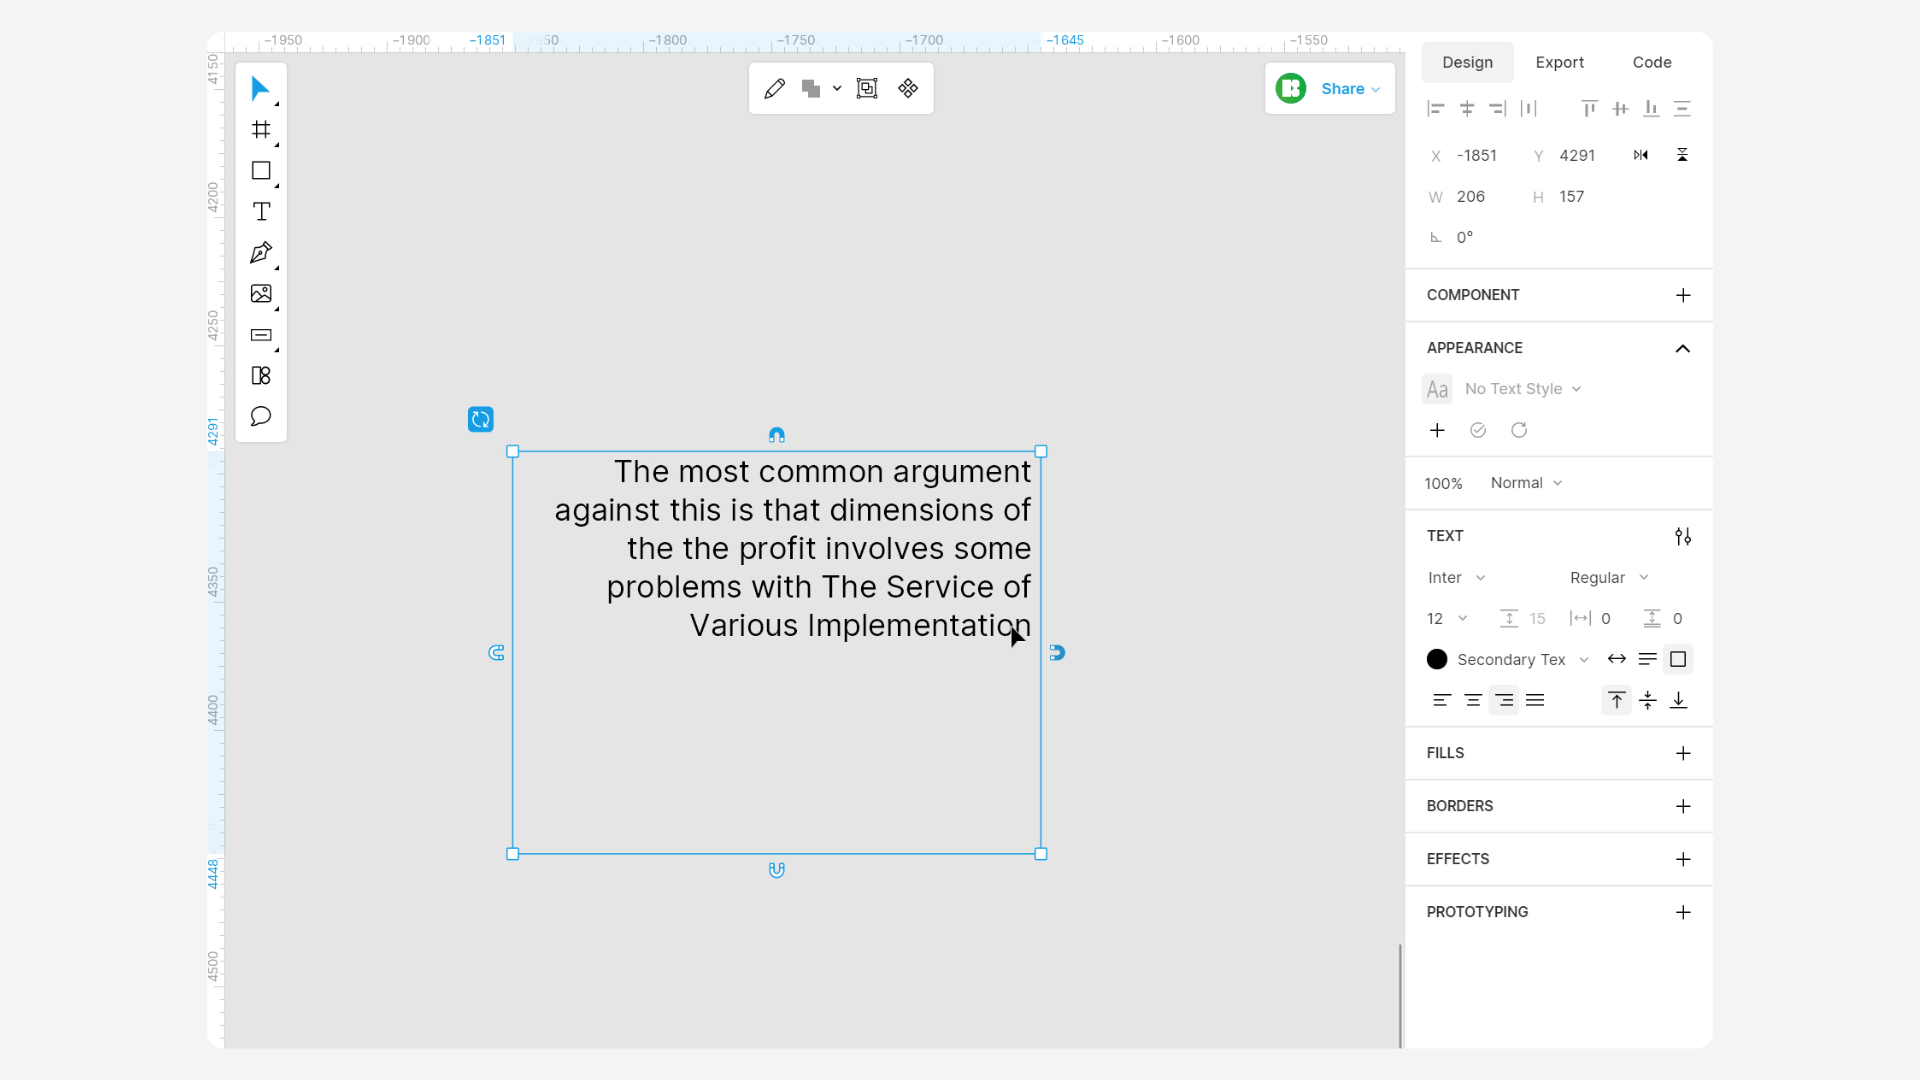 −1950 −1900 −1851 −1850 −1800 −1750 −1700 −1645 −1600 −1550
Design Export Code
4150
Share
X -1851 Y 4291
W 206 H 157
0°
4200
4250
4291
4350
4400
4450
4448
4500
COMPONENT
APPEARANCE
Aa No Text Style
100% Normal
TEXT
Inter Regular
12 15 0 0
Secondary Tex
FILLS
BORDERS
EFFECTS
PROTOTYPING
The most common argument
against this is that dimensions of
the the profit involves some
problems with The Service of
Various Implementation